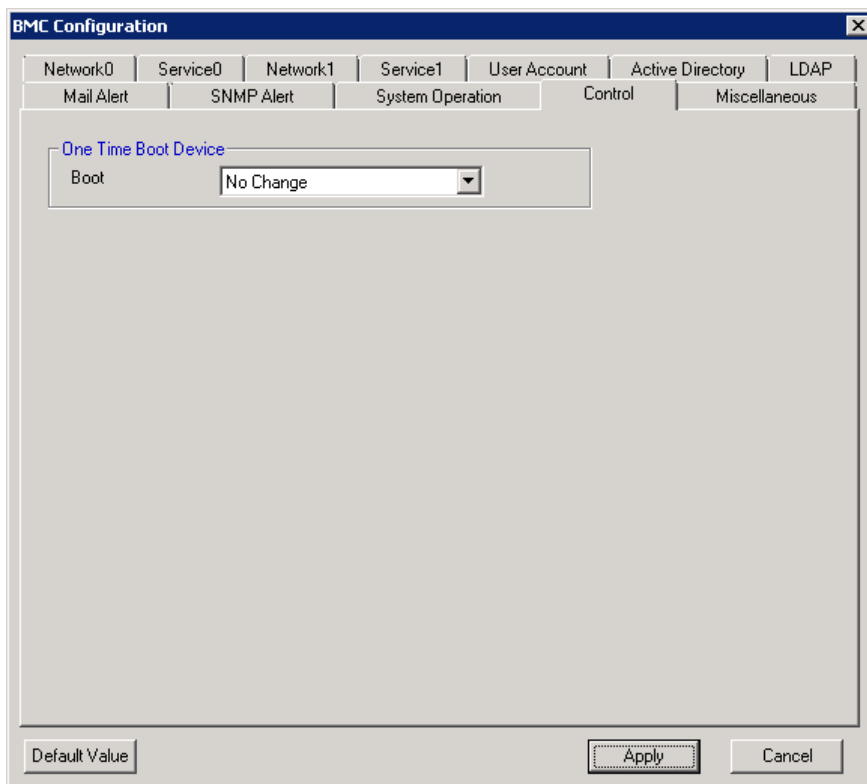 BMC Configuration
Network0 Service0 Network1 Service1 User Account Active Directory LDAP
Mail Alert SNMP Alert System Operation Control Miscellaneous
One Time Boot Device
Boot No Change
Default Value Apply Cancel